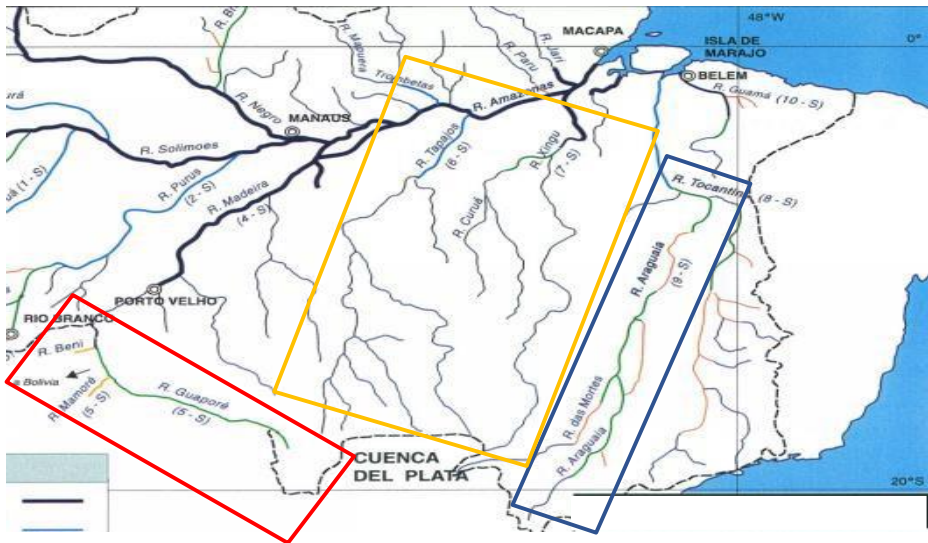 48°W
0°
MACAPA
ISLA DE
MARAJO
BELEM
R. Jari
R. Paru
R. Mapuera
Trombetas
R. Amazonas
R. Guamá (10 - S)
R. Negro
MANAUS
R. Solimoes
R. Tapajos
(6 - S)
R. Xingu
(7 - S)
R. Purus
(2 - S)
R. Madeira
(4 - S)
R. Curuá
(1 - S)
(8 - S)
R. Araguaia
(9 - S)
PORTO VELHO
RIO BRANCO
R. Beni
Bolivia
R. Mamoré
(5 - S)
R. Guaporé
(5 - S)
R. das Mortes
R. Araguaia
CUENCA
DEL PLATA
20°S